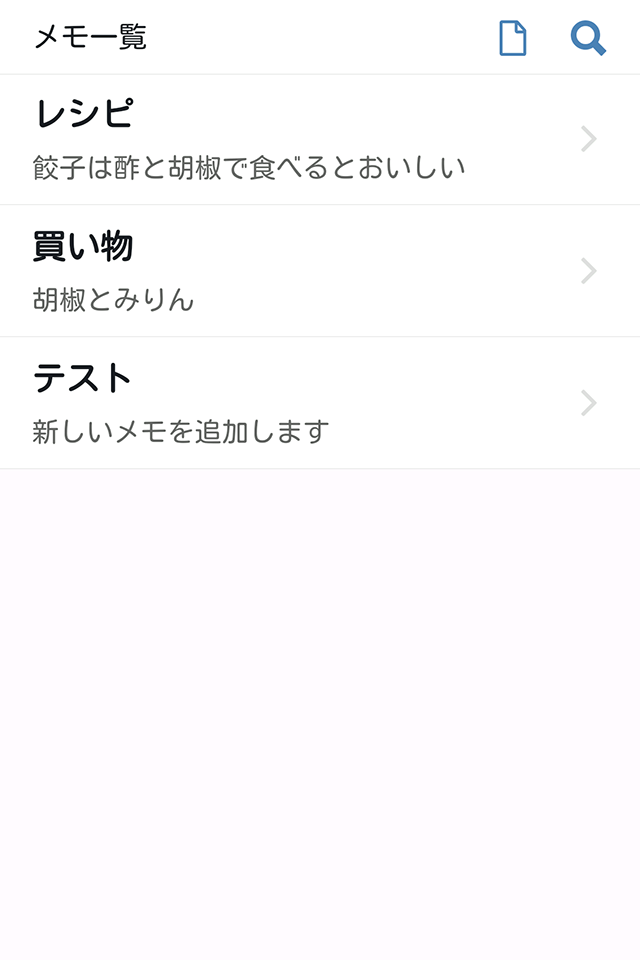 メモ一覧
レシピ
餃子は酢と胡椒で食べるとおいしい
買い物
胡椒とみりん
テスト
新しいメモを追加します